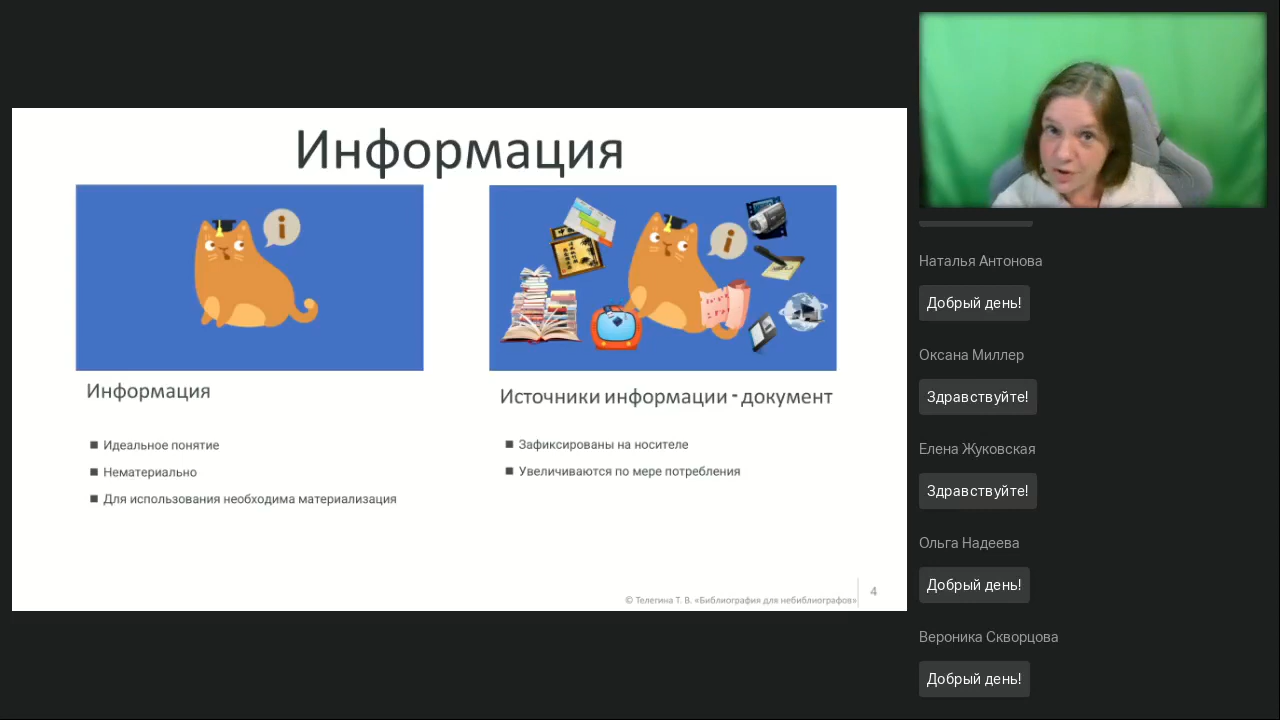 Информация
Информация
Идеальное понятие
Нематериально
Для использования необходима материализация
Источники информации - документ
Зафиксированы на носителе
Увеличиваются по мере потребления
© Телегина Т. В. «Библиография для небиблиографов»
4
Наталья Антонова
Добрый день!
Оксана Миллер
Здравствуйте!
Елена Жуковская
Здравствуйте!
Ольга Надеева
Добрый день!
Вероника Скворцова
Добрый день!